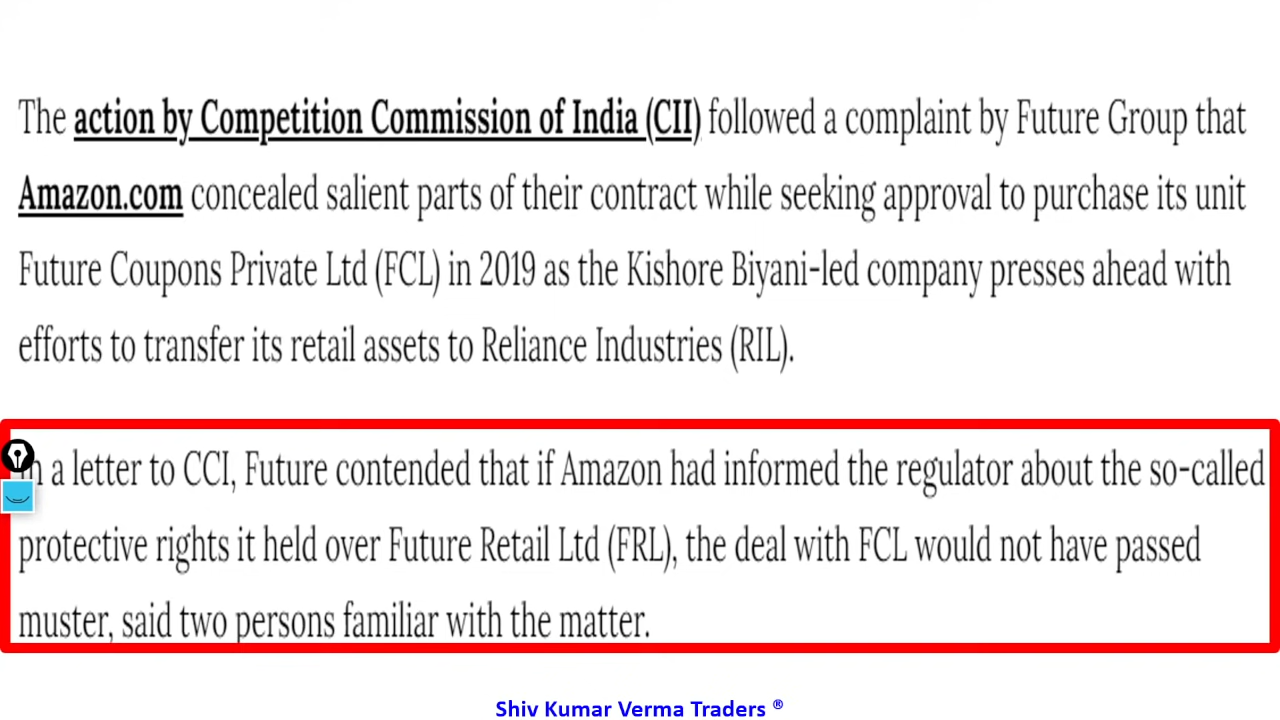 The action by Competition Commission of India (CII) followed a complaint by Future Group that
Amazon.com concealed salient parts of their contract while seeking approval to purchase its unit
Future Coupons Private Ltd (FCL) in 2019 as the Kishore Biyani-led company presses ahead with
efforts to transfer its retail assets to Reliance Industries (RIL).
a letter to CCI, Future contended that if Amazon had informed the regulator about the so-called
protective rights it held over Future Retail Ltd (FRL), the deal with FCL would not have passed
muster, said two persons familiar with the matter.
Shiv Kumar Verma Traders ®